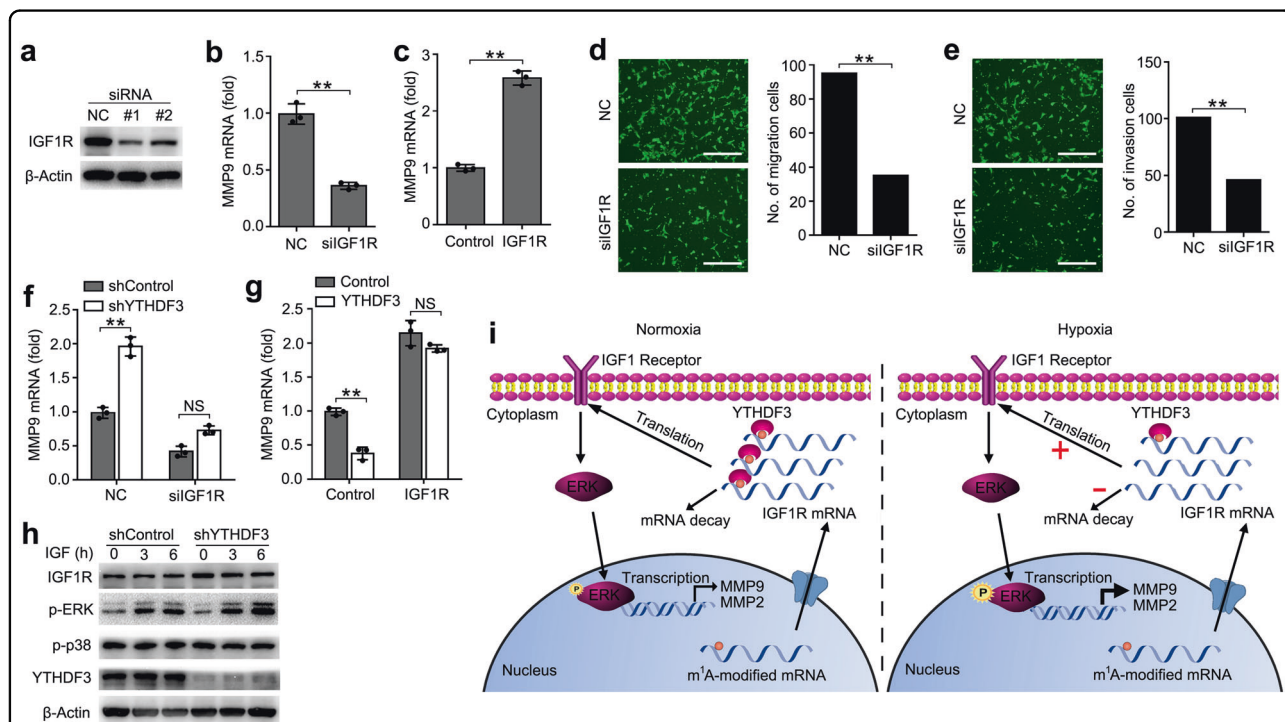 a
siRNA
NC #1 #2
IGF1R
β-Actin
b
MMP9 mRNA (fold)
1.5
1.0
0.5
0.0
**
NC siIGF1R
c
MMP9 mRNA (fold)
3
2
1
0
**
Control IGF1R
d
NC
siIGF1R
No. of migration cells
100
80
60
40
20
0
**
NC siIGF1R
e
NC
siIGF1R
No. of invasion cells
150
100
50
0
**
NC siIGF1R
f
shControl
shYTHDF3
MMP9 mRNA (fold)
2.5
2.0
1.5
1.0
0.5
0.0
**
NS
NC siIGF1R
g
Control
YTHDF3
MMP9 mRNA (fold)
2.5
2.0
1.5
1.0
0.5
0.0
**
NS
Control IGF1R
h
shControl shYTHDF3
IGF (h) 0 3 6 0 3 6
IGF1R
p-ERK
p-p38
YTHDF3
β-Actin
i
Normoxia
IGF1 Receptor
Cytoplasm
YTHDF3
Translation
ERK
mRNA decay
IGF1R mRNA
Transcription
P
ERK
MMP9
MMP2
Nucleus
m¹A-modified mRNA
Hypoxia
IGF1 Receptor
Cytoplasm
YTHDF3
Translation
+
ERK
−
mRNA decay
IGF1R mRNA
Transcription
P
ERK
MMP9
MMP2
Nucleus
m¹A-modified mRNA